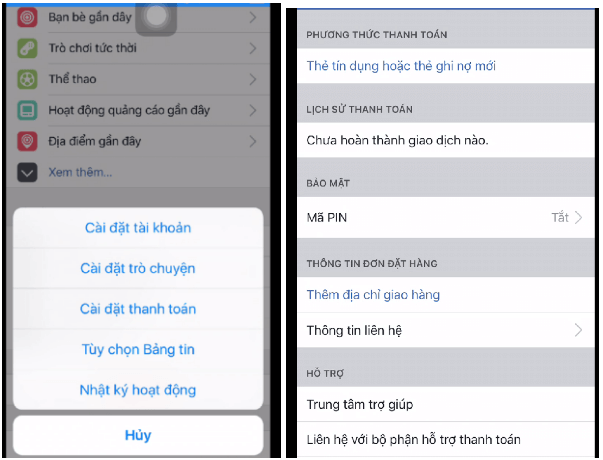 Bạn bè gần đây
Trò chơi tức thời
Thể thao
Hoạt động quảng cáo gần đây
Địa điểm gần đây
Xem thêm...
Cài đặt tài khoản
Cài đặt trò chuyện
Cài đặt thanh toán
Tùy chọn Bảng tin
Nhật ký hoạt động
Hủy
PHƯƠNG THỨC THANH TOÁN
Thẻ tín dụng hoặc thẻ ghi nợ mới
LỊCH SỬ THANH TOÁN
Chưa hoàn thành giao dịch nào.
BẢO MẬT
Mã PIN
Tắt
THÔNG TIN ĐƠN ĐẶT HÀNG
Thêm địa chỉ giao hàng
Thông tin liên hệ
HỖ TRỢ
Trung tâm trợ giúp
Liên hệ với bộ phận hỗ trợ thanh toán